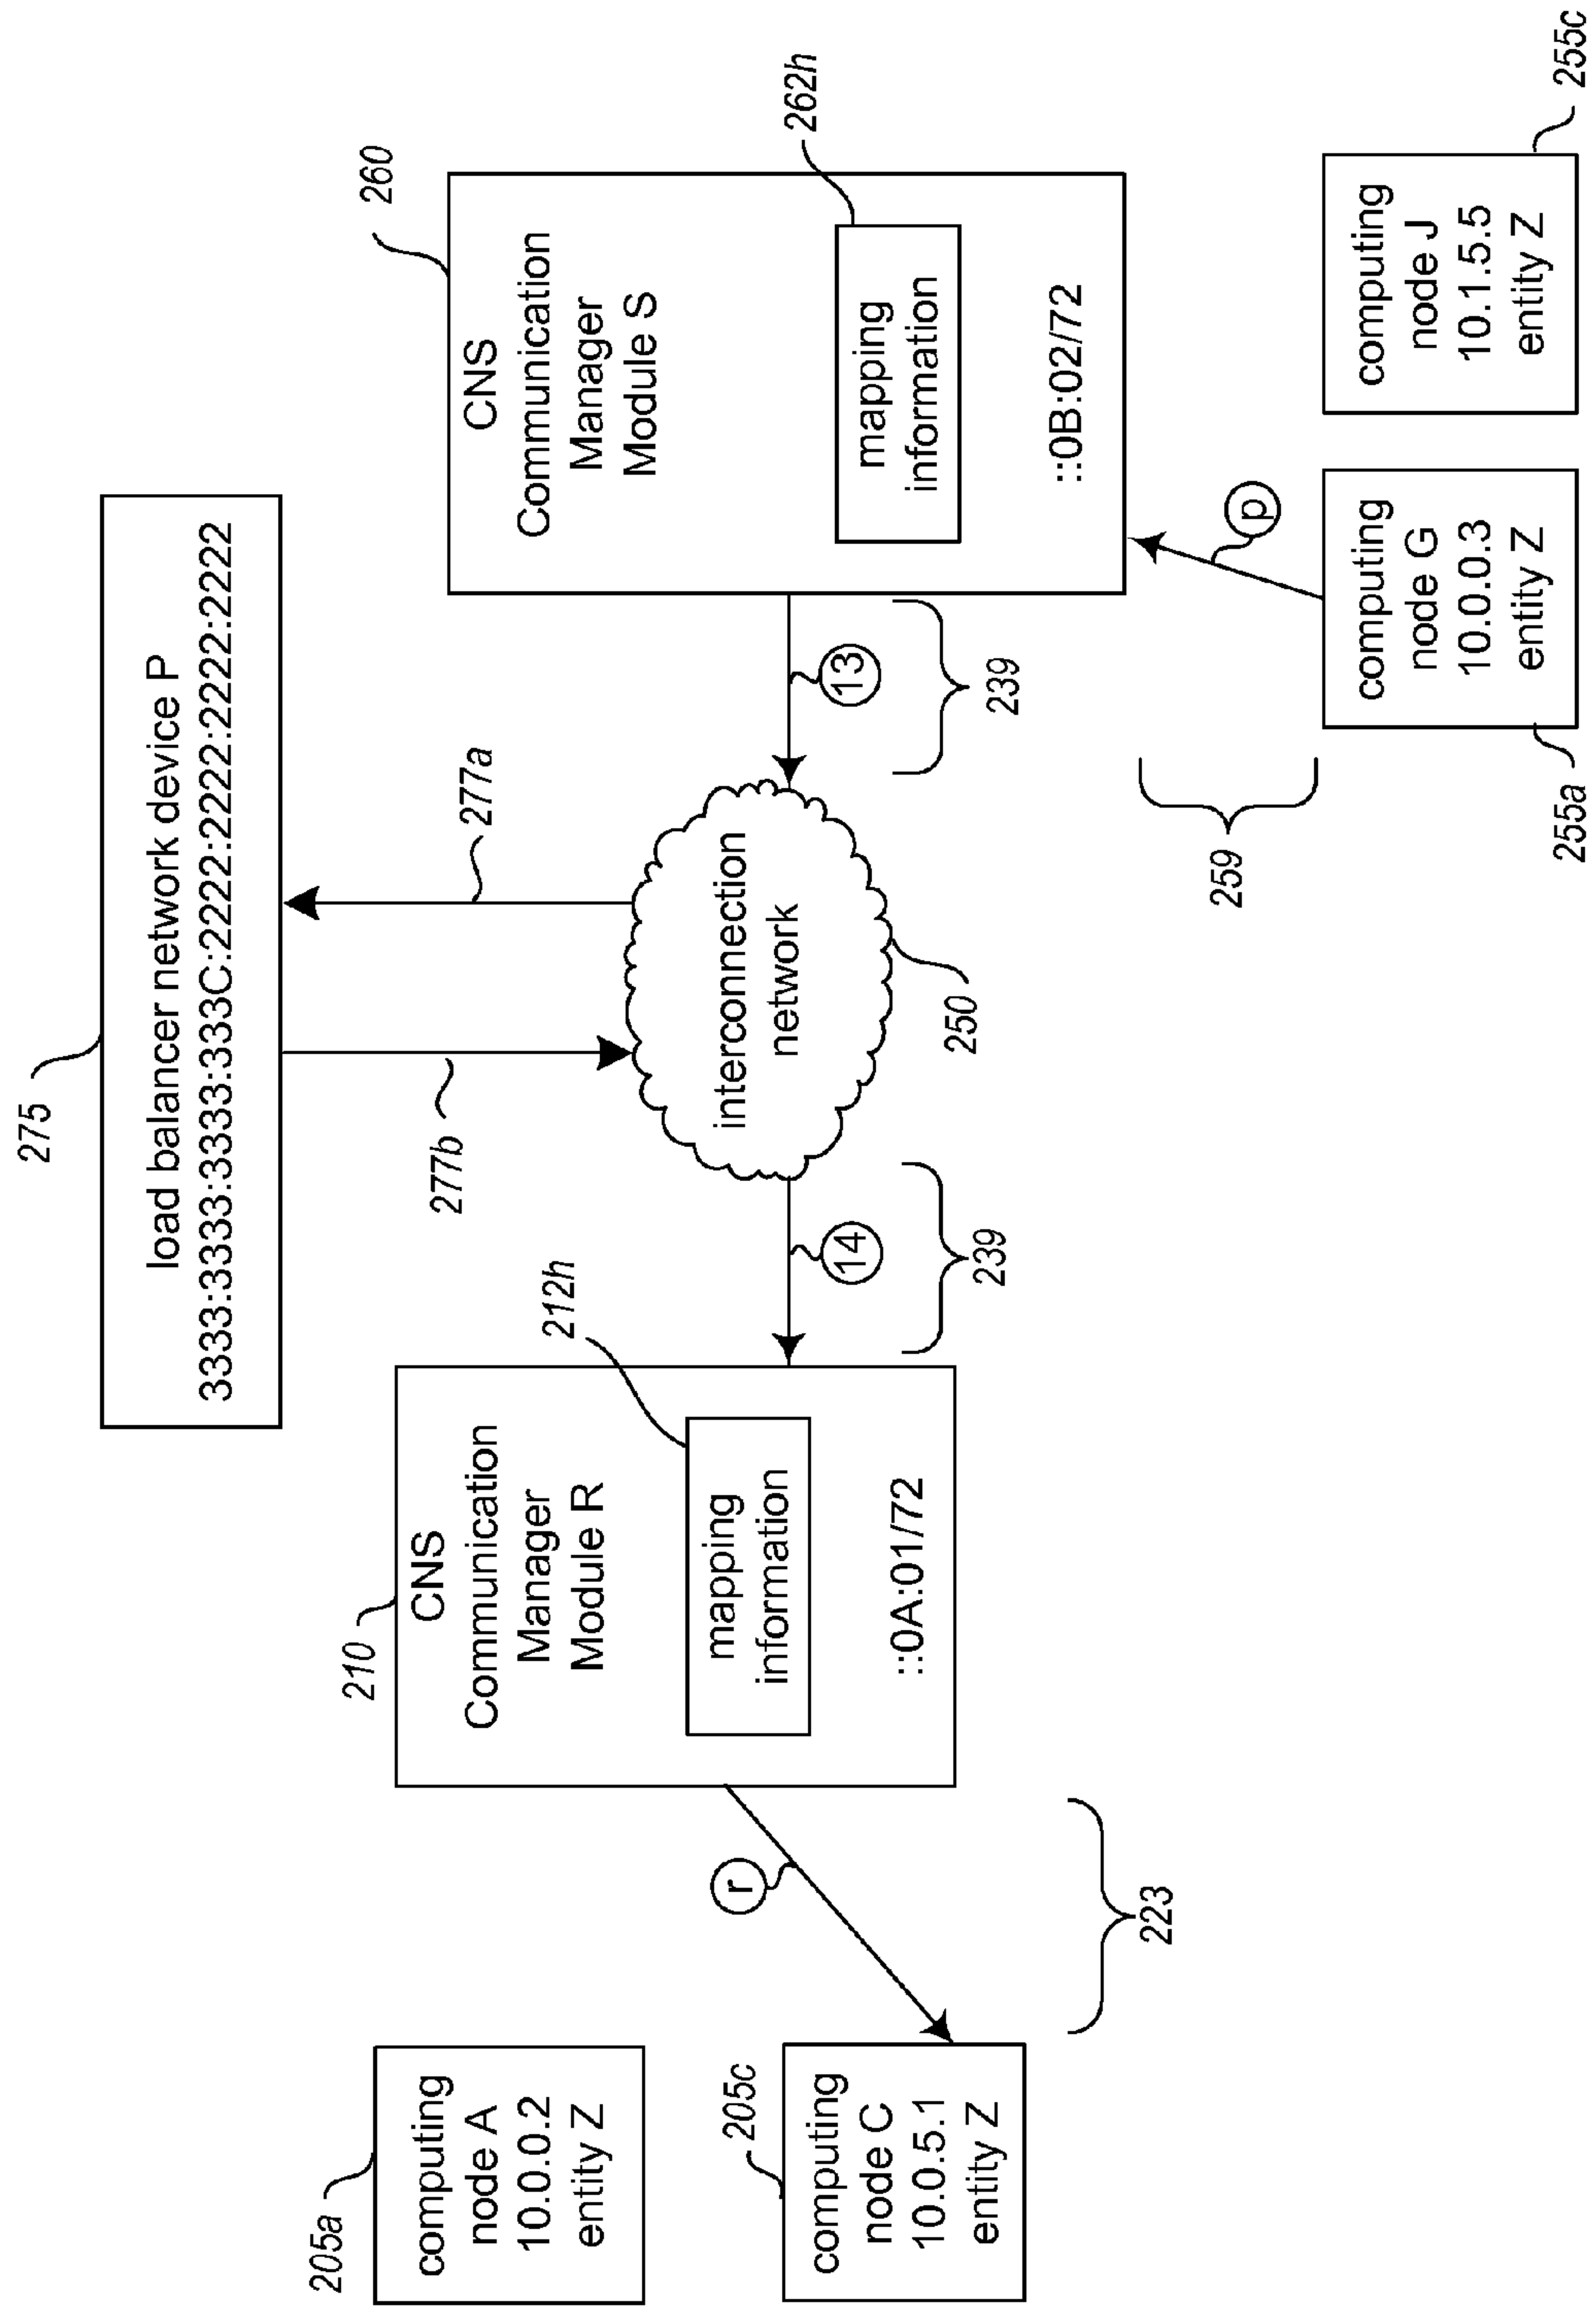 275
load balancer network device P
3333:3333:3333:3333:333C:2222:2222:2222:2222
277b
277a
260
CNS
Communication
Manager
Module S
262h
mapping
information
::0B:02/72
210
CNS
Communication
Manager
Module R
212h
mapping
information
::0A:01/72
14
239
interconnection
network
250
13
239
205a
computing
node A
10.0.0.2
entity Z
r
223
205c
computing
node C
10.0.5.1
entity Z
259
p
255a
computing
node G
10.0.0.3
entity Z
computing
node J
10.1.5.5
entity Z
255c